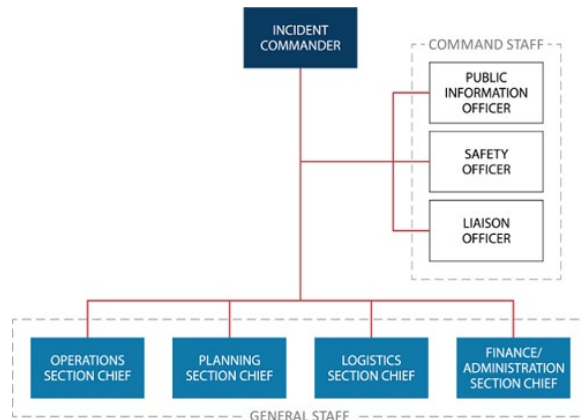 INCIDENT
COMMANDER
COMMAND STAFF
PUBLIC
INFORMATION
OFFICER
SAFETY
OFFICER
LIAISON
OFFICER
OPERATIONS
SECTION CHIEF
PLANNING
SECTION CHIEF
LOGISTICS
SECTION CHIEF
FINANCE/
ADMINISTRATION
SECTION CHIEF
GENERAL STAFF